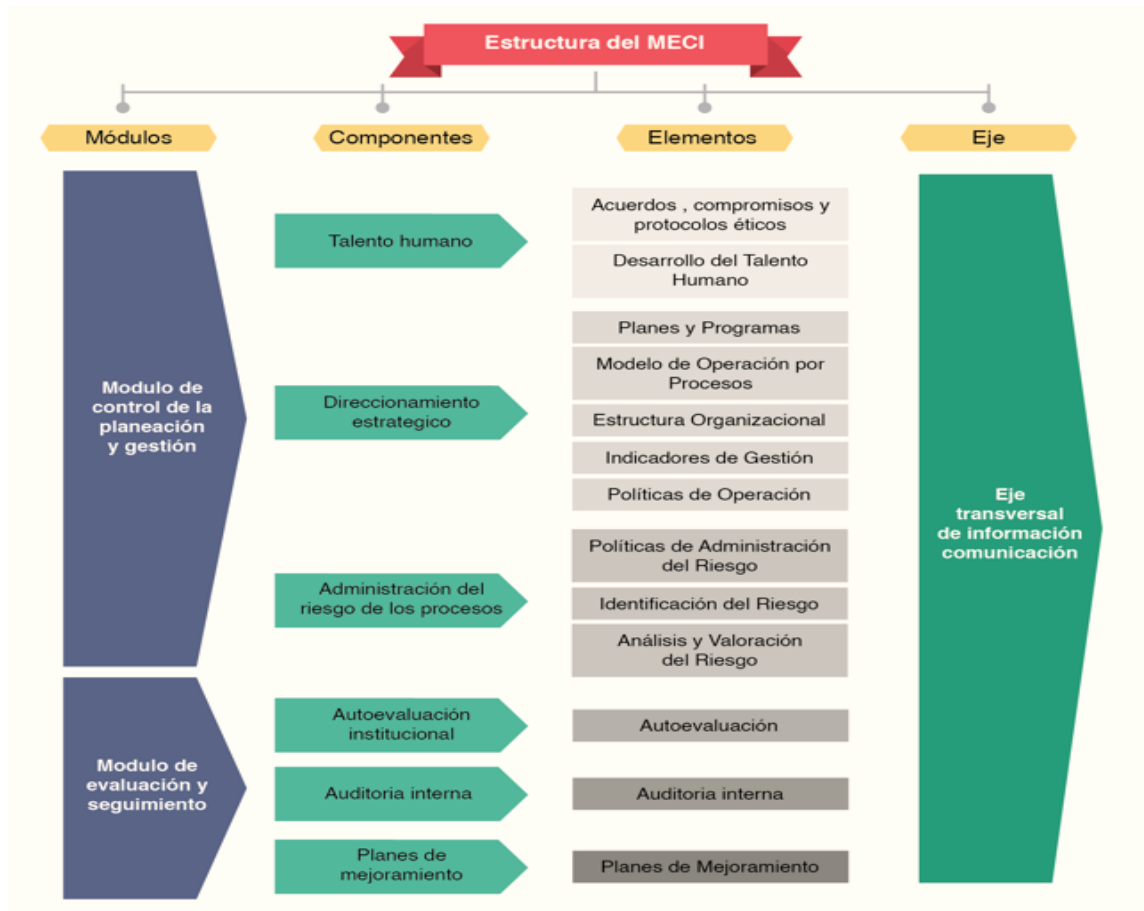 Estructura del MECI
Módulos
Componentes
Elementos
Eje
Modulo de
control de la
planeación
y gestión
Talento humano
Acuerdos , compromisos y
protocolos éticos
Desarrollo del Talento
Humano
Direccionamiento
estrategico
Planes y Programas
Modelo de Operación por
Procesos
Estructura Organizacional
Indicadores de Gestión
Políticas de Operación
Administración del
riesgo de los procesos
Políticas de Administración
del Riesgo
Identificación del Riesgo
Análisis y Valoración
del Riesgo
Modulo de
evaluación y
seguimiento
Autoevaluación
institucional
Autoevaluación
Auditoria interna
Auditoria interna
Planes de
mejoramiento
Planes de Mejoramiento
Eje
transversal
de información
comunicación